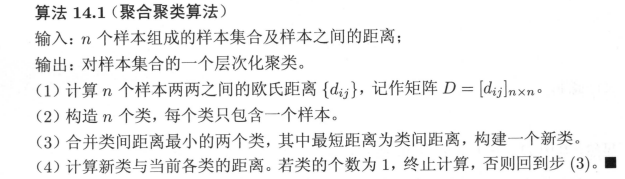 算法 14.1（聚合聚类算法）
输入：n 个样本组成的样本集合及样本之间的距离；
输出：对样本集合的一个层次化聚类。
（1）计算 n 个样本两两之间的欧氏距离 {dij}，记作矩阵 D = [dij]n×n。
（2）构造 n 个类，每个类只包含一个样本。
（3）合并类间距离最小的两个类，其中最短距离为类间距离，构建一个新类。
（4）计算新类与当前各类的距离。若类的个数为 1，终止计算，否则回到步 (3)。■